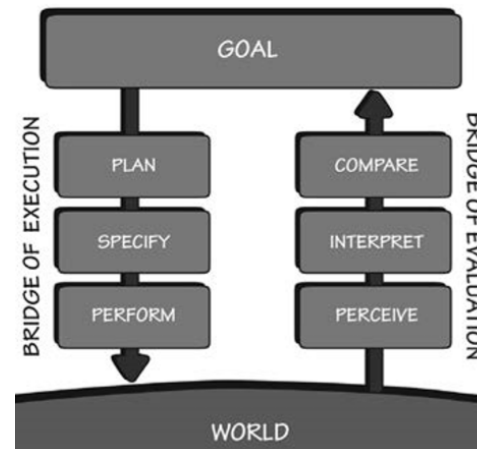 GOAL
BRIDGE OF EXECUTION
PLAN
SPECIFY
PERFORM
COMPARE
INTERPRET
PERCEIVE
BRIDGE OF EVALUATION
WORLD